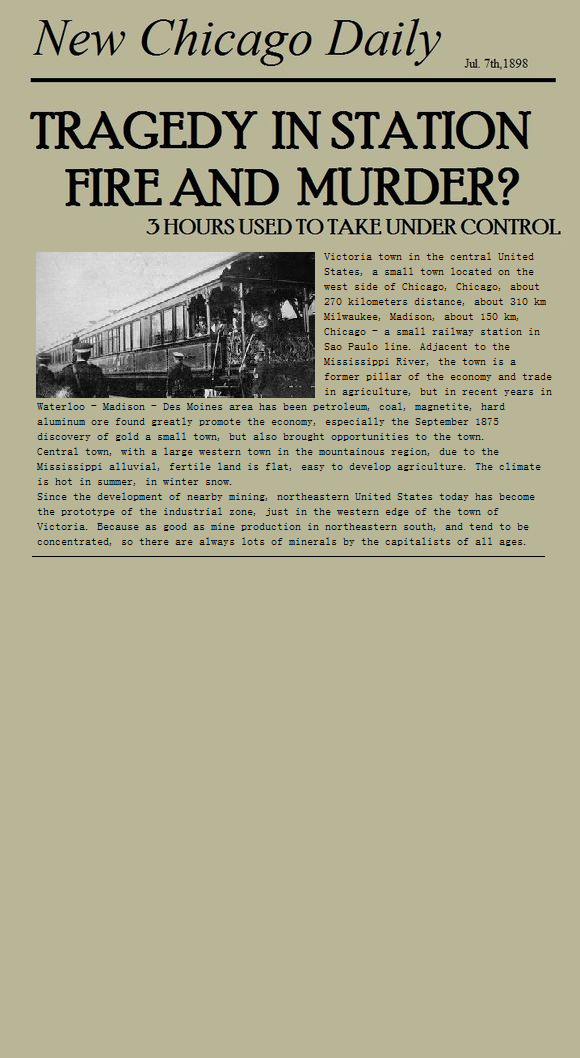 New Chicago Daily
Jul. 7th,1898
TRAGEDY IN STATION
FIRE AND MURDER?
3 HOURS USED TO TAKE UNDER CONTROL
Victoria town in the central United
States, a small town located on the
west side of Chicago, Chicago, about
270 kilometers distance, about 310 km
Milwaukee, Madison, about 150 km,
Chicago - a small railway station in
Sao Paulo line. Adjacent to the
Mississippi River, the town is a
former pillar of the economy and trade
in agriculture, but in recent years in
Waterloo - Madison - Des Moines area has been petroleum, coal, magnetite, hard
aluminum ore found greatly promote the economy, especially the September 1875
discovery of gold a small town, but also brought opportunities to the town.
Central town, with a large western town in the mountainous region, due to the
Mississippi alluvial, fertile land is flat, easy to develop agriculture. The climate
is hot in summer, in winter snow.
Since the development of nearby mining, northeastern United States today has become
the prototype of the industrial zone, just in the western edge of the town of
Victoria. Because as good as mine production in northeastern south, and tend to be
concentrated, so there are always lots of minerals by the capitalists of all ages.